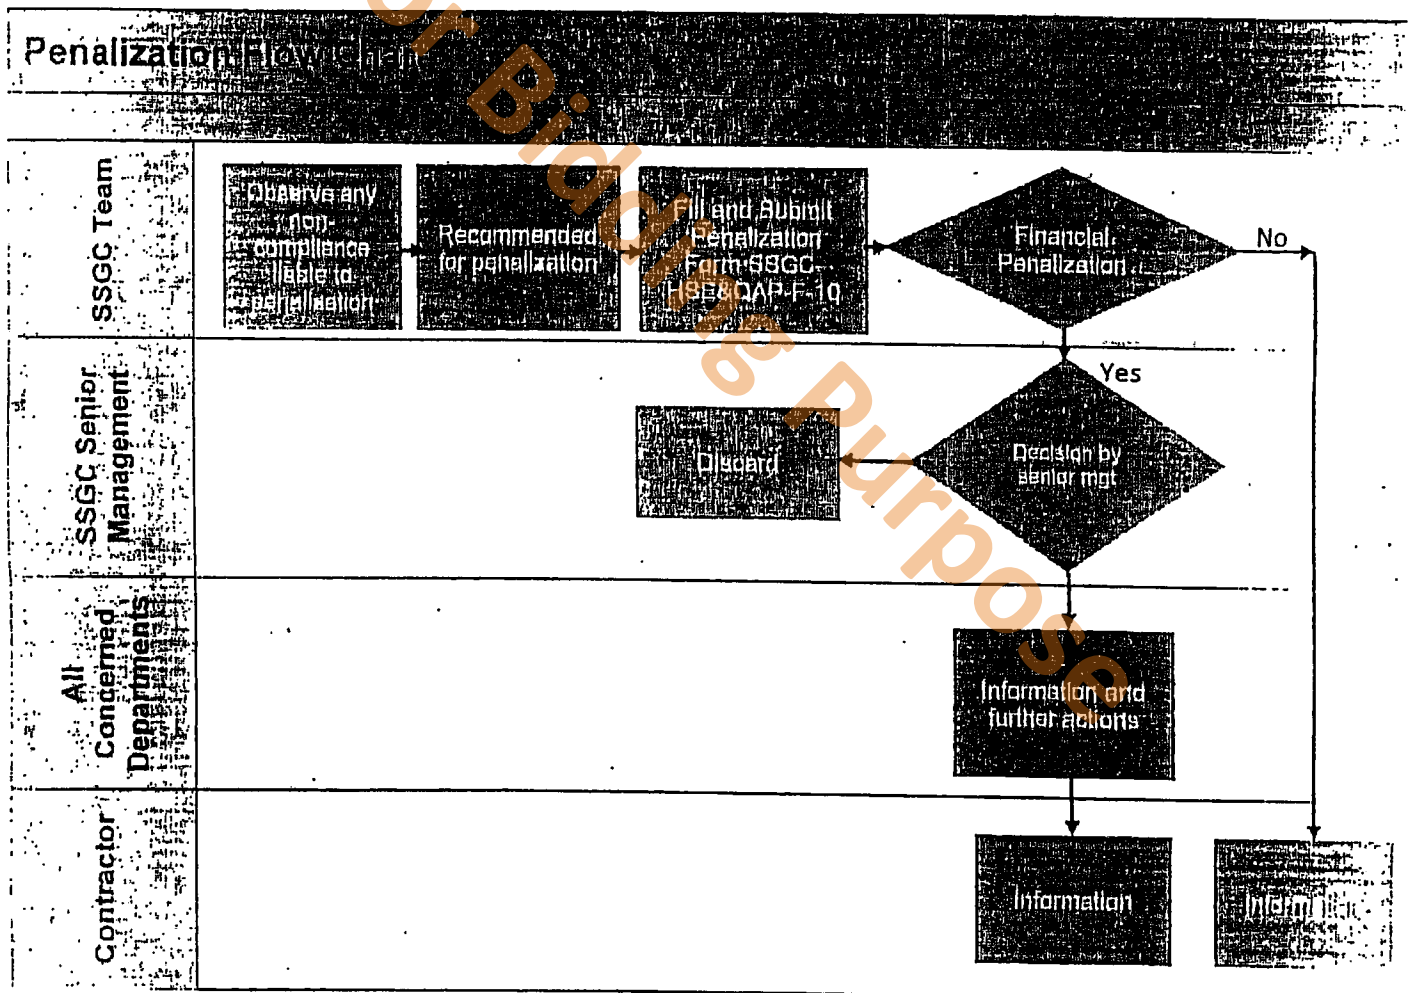 Penalization Flow Chart
or Bidding Purpose
SSGC Team
Observe any
non-
compliance
liable to
penalization
Recommended
for penalization
Fill and Submit
Penalization
Form-SSGC-
HSE&QAP-F-10
Financial
Penalization
No
Yes
SSGC Senior
Management
Discard
Decision by
senior mgt
All
Concerned
Departments
Information and
further actions
Contractor
Information